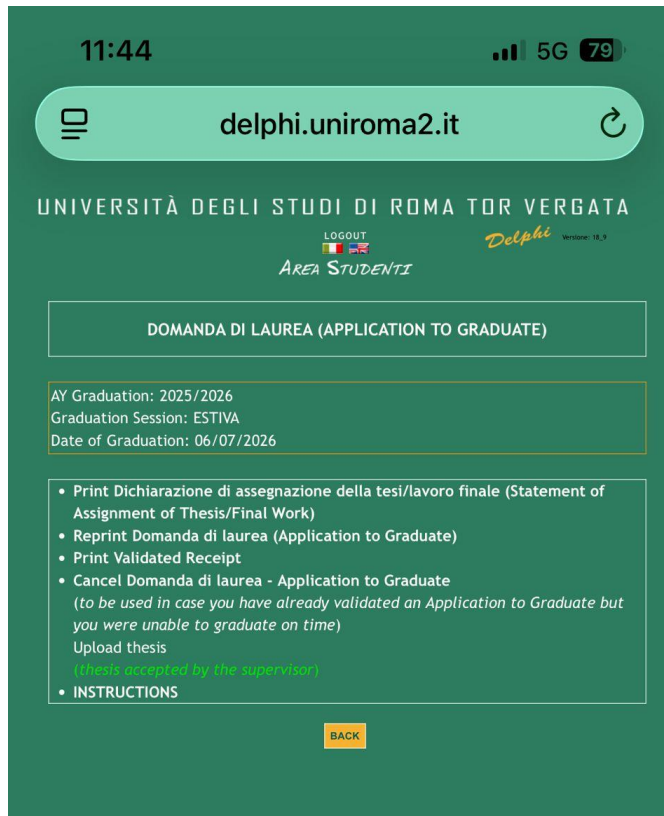 11:44
5G 79
delphi.uniroma2.it
UNIVERSITÀ DEGLI STUDI DI ROMA TOR VERGATA
LOGOUT
Delphi Versione: 18_9
AREA STUDENTI
DOMANDA DI LAUREA (APPLICATION TO GRADUATE)
AY Graduation: 2025/2026
Graduation Session: ESTIVA
Date of Graduation: 06/07/2026
• Print Dichiarazione di assegnazione della tesi/lavoro finale (Statement of
Assignment of Thesis/Final Work)
• Reprint Domanda di laurea (Application to Graduate)
• Print Validated Receipt
• Cancel Domanda di laurea - Application to Graduate
(to be used in case you have already validated an Application to Graduate but
you were unable to graduate on time)
Upload thesis
(thesis accepted by the supervisor)
• INSTRUCTIONS
BACK